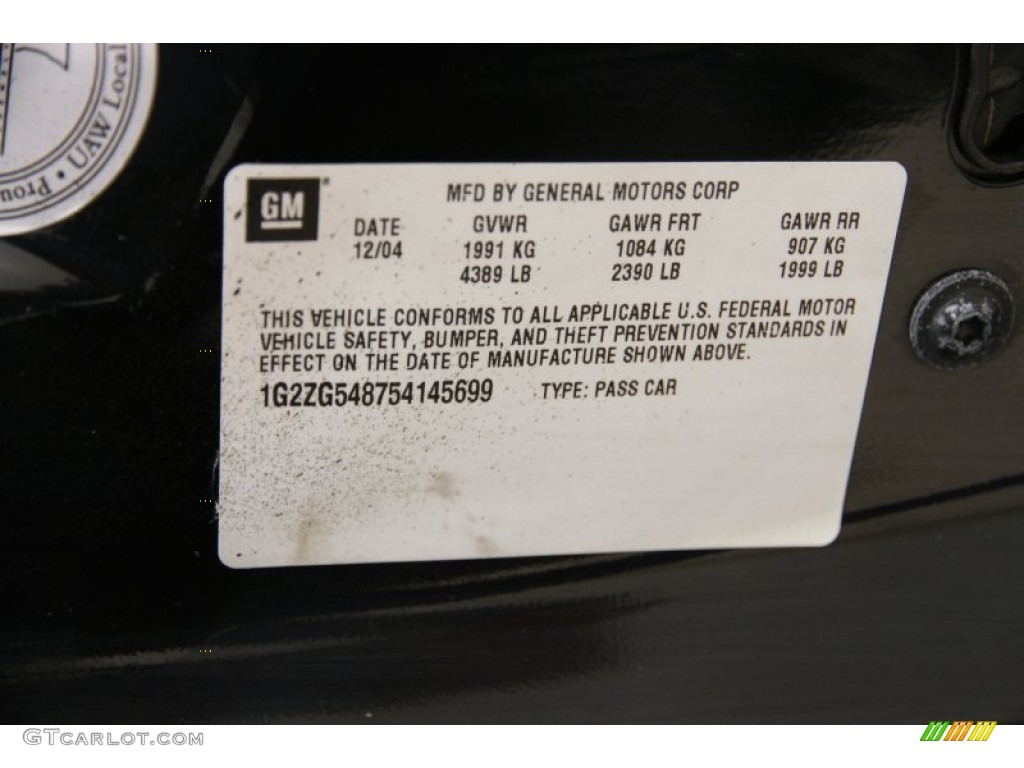 Prou
• UAW Local
GM®
MFD BY GENERAL MOTORS CORP
DATE GVWR GAWR FRT GAWR RR
12/04 1991 KG 1084 KG 907 KG
4389 LB 2390 LB 1999 LB
THIS VEHICLE CONFORMS TO ALL APPLICABLE U.S. FEDERAL MOTOR
VEHICLE SAFETY, BUMPER, AND THEFT PREVENTION STANDARDS IN
EFFECT ON THE DATE OF MANUFACTURE SHOWN ABOVE.
1G2ZG548754145699 TYPE: PASS CAR
GTCARLOT.COM